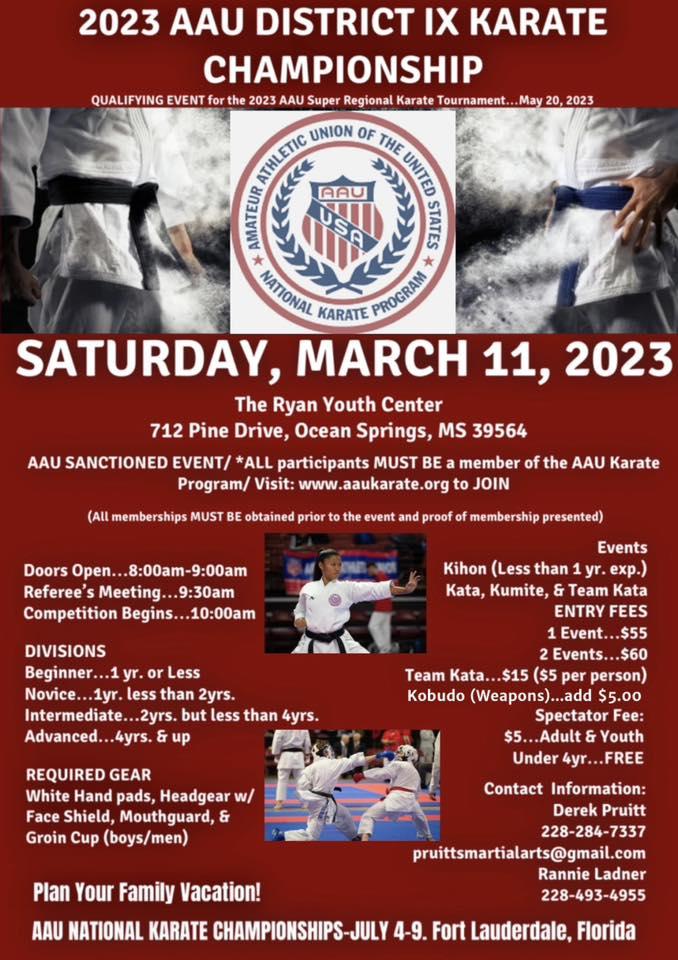 2023 AAU DISTRICT IX KARATE
CHAMPIONSHIP
QUALIFYING EVENT for the 2023 AAU Super Regional Karate Tournament...May 20, 2023
AMATEUR ATHLETIC UNION OF THE UNITED STATES
AAU
USA
NATIONAL KARATE PROGRAM
SATURDAY, MARCH 11, 2023
The Ryan Youth Center
712 Pine Drive, Ocean Springs, MS 39564
AAU SANCTIONED EVENT/ *ALL participants MUST BE a member of the AAU Karate
Program/ Visit: www.aaukarate.org to JOIN
(All memberships MUST BE obtained prior to the event and proof of membership presented)
Doors Open...8:00am-9:00am
Referee's Meeting...9:30am
Competition Begins...10:00am
DIVISIONS
Beginner...1 yr. or Less
Novice...1yr. less than 2yrs.
Intermediate...2yrs. but less than 4yrs.
Advanced...4yrs. & up
REQUIRED GEAR
White Hand pads, Headgear w/
Face Shield, Mouthguard, &
Groin Cup (boys/men)
Events
Kihon (Less than 1 yr. exp.)
Kata, Kumite, & Team Kata
ENTRY FEES
1 Event...$55
2 Events...$60
Team Kata...$15 ($5 per person)
Kobudo (Weapons)...add $5.00
Spectator Fee:
$5...Adult & Youth
Under 4yr...FREE
Contact Information:
Derek Pruitt
228-284-7337
pruittsmartialarts@gmail.com
Rannie Ladner
228-493-4955
Plan Your Family Vacation!
AAU NATIONAL KARATE CHAMPIONSHIPS-JULY 4-9. Fort Lauderdale, Florida